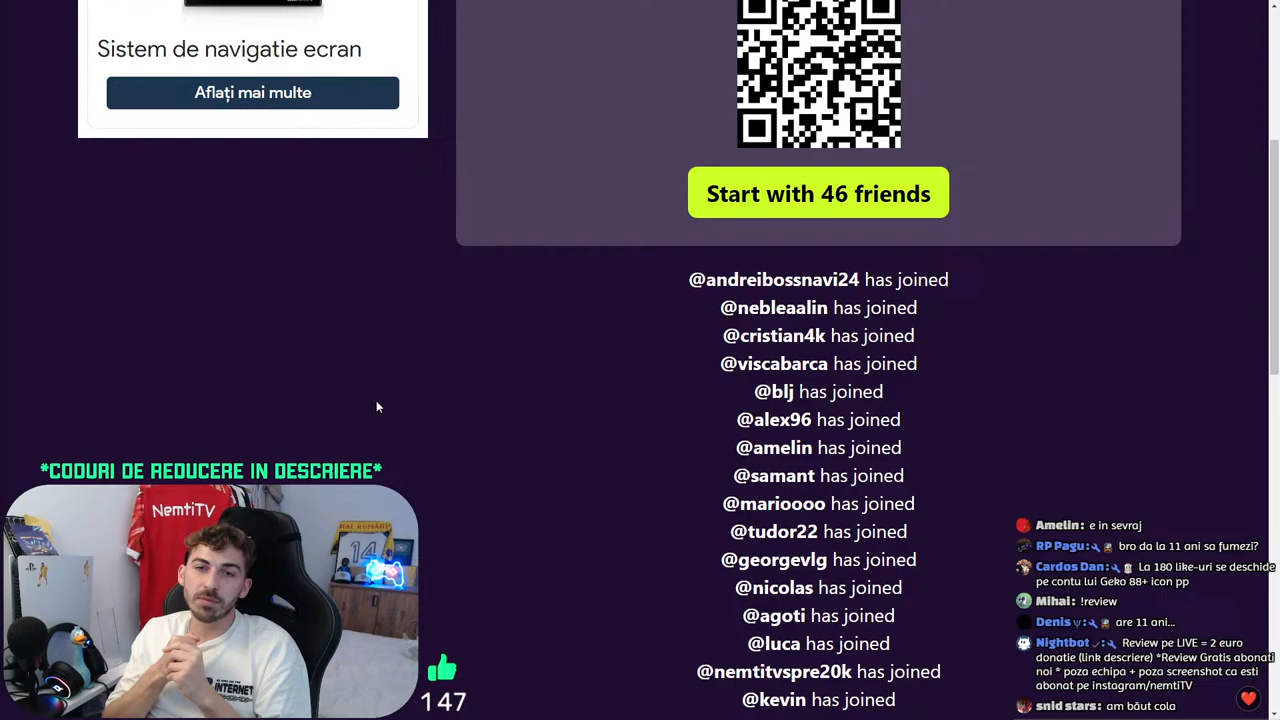 Sistem de navigatie ecran
Aflați mai multe
Start with 46 friends
@andreibossnavi24 has joined
@nebleaalin has joined
@cristian4k has joined
@viscabarca has joined
@blj has joined
@alex96 has joined
@amelin has joined
@samant has joined
@marioooo has joined
@tudor22 has joined
@georgevlg has joined
@nicolas has joined
@agoti has joined
@luca has joined
@nemtitvspre20k has joined
@kevin has joined
*CODURI DE REDUCERE IN DESCRIERE*
NemtiTV
HAI ROMÂNIA
14
INTERNET
147
Amelin: e in sevraj
RP Pagu: bro da la 11 ani sa fumezi?
Cardos Dan: La 180 like-uri se deschide
pe contu lui Geko 88+ icon pp
Mihai: !review
Denis ψ: are 11 ani...
Nightbot: Review pe LIVE = 2 euro
donatie (link descriere) *Review Gratis abonati
noi * poza echipa + poza screenshot ca esti
abonat pe instagram/nemtiTV
snid stars: am băut cola